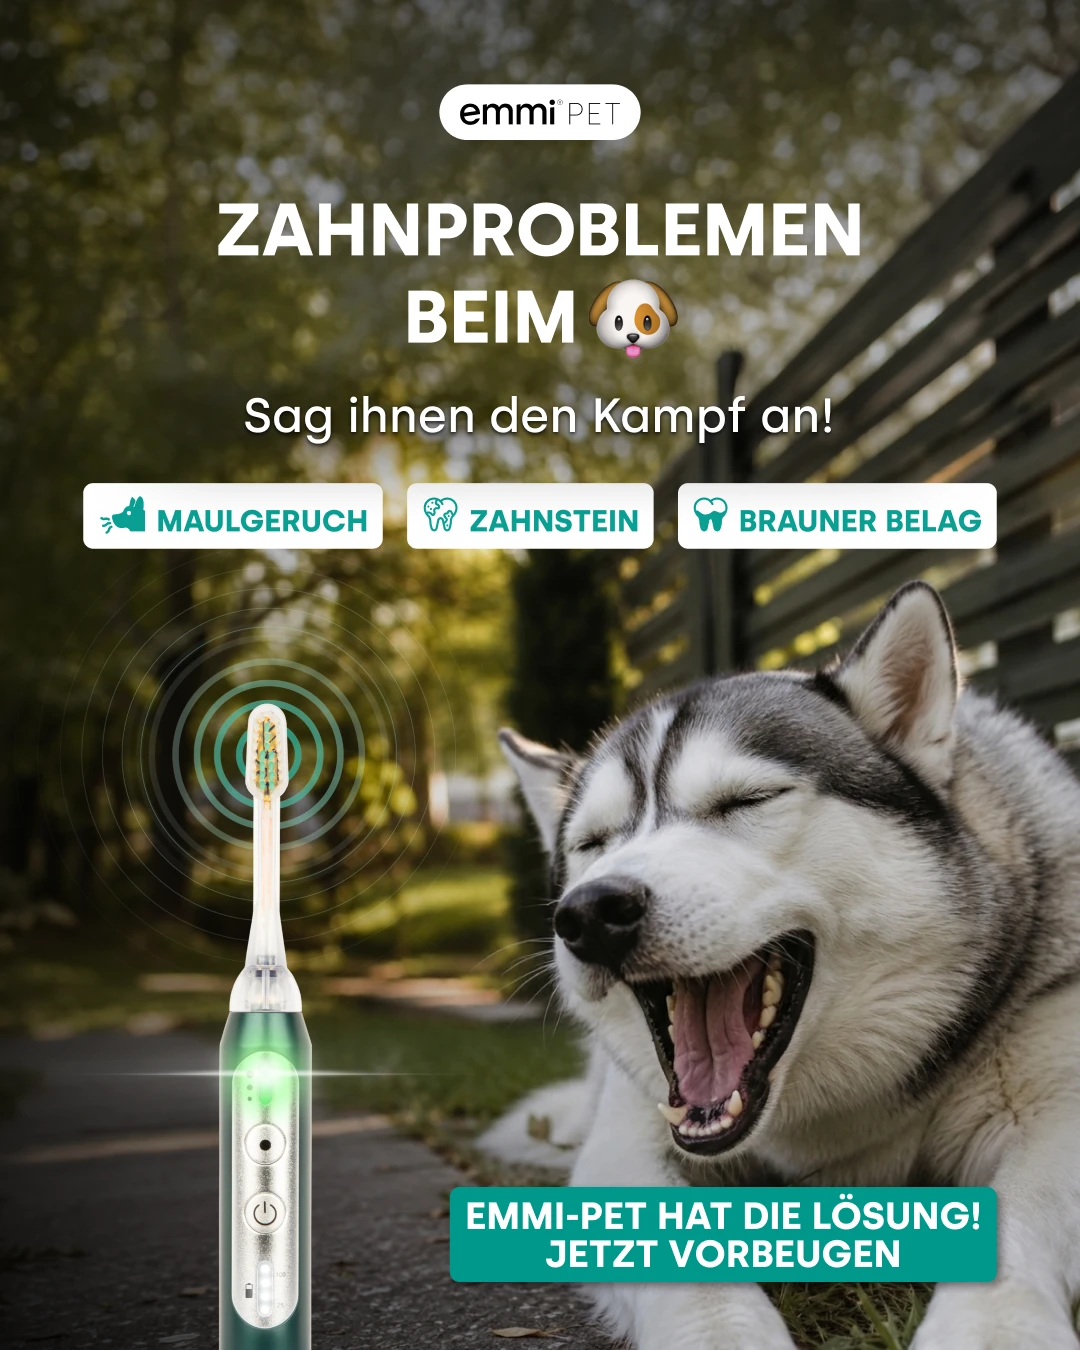 emmi® PET
ZAHNPROBLEMEN
BEIM
Sag ihnen den Kampf an!
MAULGERUCH
ZAHNSTEIN
BRAUNER BELAG
EMMI-PET HAT DIE LÖSUNG!
JETZT VORBEUGEN